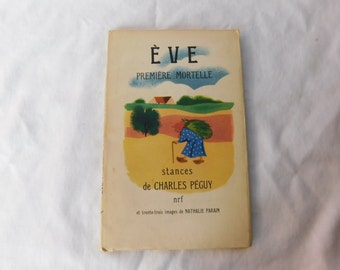 ÈVE
PREMIÈRE MORTELLE
stances
de CHARLES PÉGUY
nrf
et trente-trois images de NATHALIE PARAIN